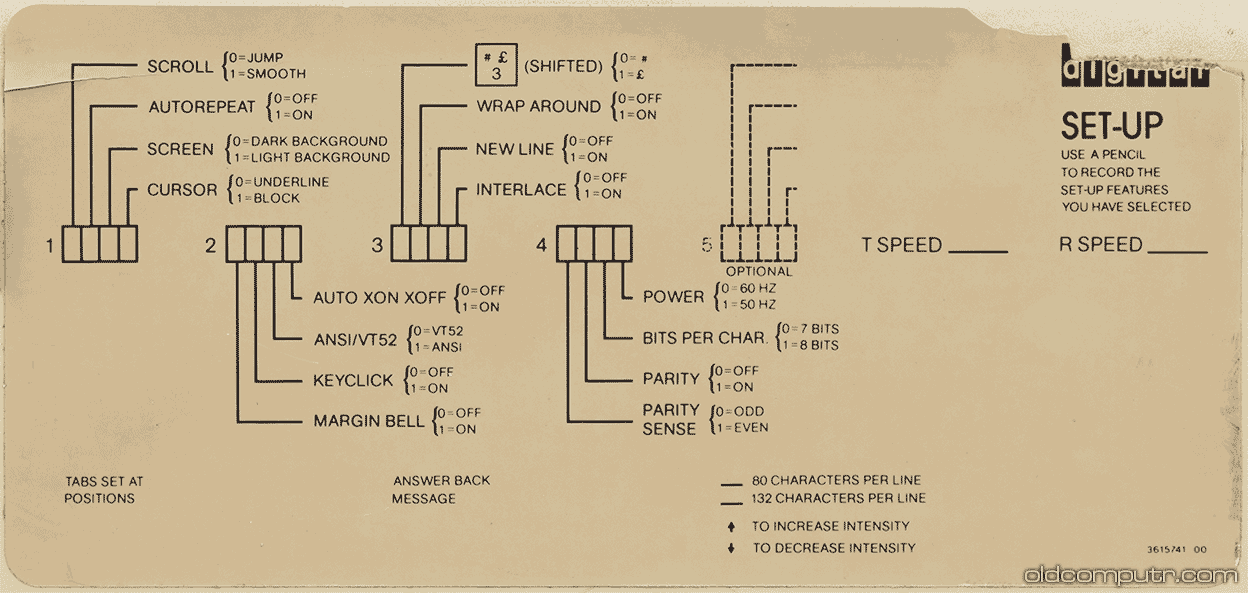 SCROLL 0=JUMP
1=SMOOTH
AUTOREPEAT 0=OFF
1=ON
SCREEN 0=DARK BACKGROUND
1=LIGHT BACKGROUND
CURSOR 0=UNDERLINE
1=BLOCK
1
2
AUTO XON XOFF 0=OFF
1=ON
ANSI/VT52 0=VT52
1=ANSI
KEYCLICK 0=OFF
1=ON
MARGIN BELL 0=OFF
1=ON
# £
3 (SHIFTED) 0= #
1= £
WRAP AROUND 0=OFF
1=ON
NEW LINE 0=OFF
1=ON
INTERLACE 0=OFF
1=ON
3
4
POWER 0=60 HZ
1=50 HZ
BITS PER CHAR. 0=7 BITS
1=8 BITS
PARITY 0=OFF
1=ON
PARITY
SENSE 0=ODD
1=EVEN
5
OPTIONAL
digital
SET-UP
USE A PENCIL
TO RECORD THE
SET-UP FEATURES
YOU HAVE SELECTED
T SPEED ____ R SPEED ____
TABS SET AT
POSITIONS
ANSWER BACK
MESSAGE
__ 80 CHARACTERS PER LINE
__ 132 CHARACTERS PER LINE
↑ TO INCREASE INTENSITY
↓ TO DECREASE INTENSITY
3615741 00
oldcomputr.com